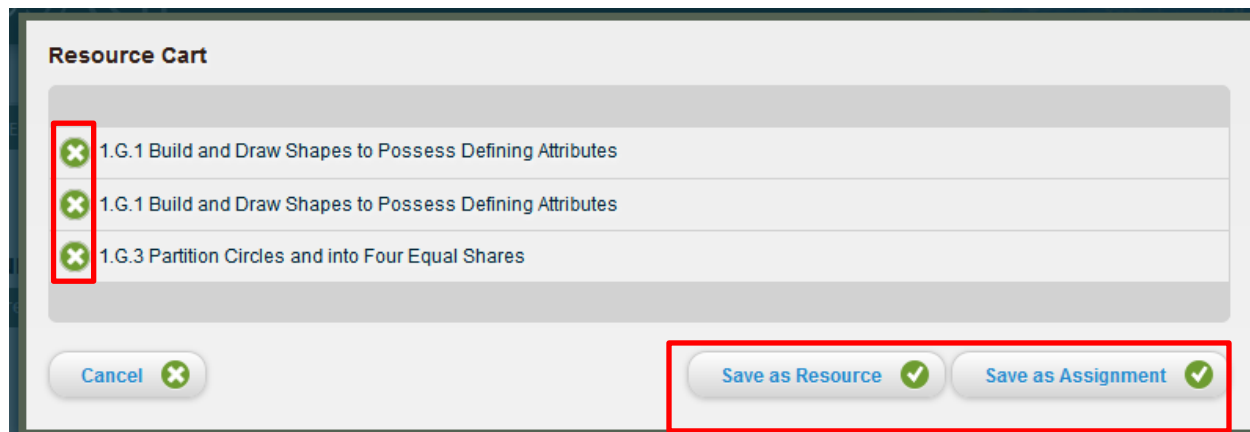 Resource Cart
1.G.1 Build and Draw Shapes to Possess Defining Attributes
1.G.1 Build and Draw Shapes to Possess Defining Attributes
1.G.3 Partition Circles and into Four Equal Shares
Cancel Save as Resource Save as Assignment